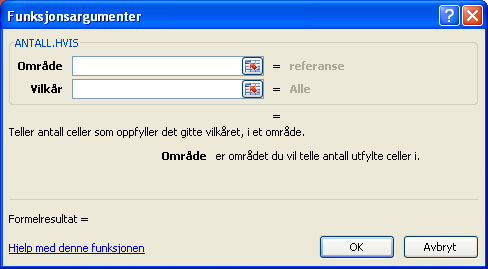 Funksjonsargumenter
ANTALL.HVIS
Område = referanse
Vilkår = Alle
=
Teller antall celler som oppfyller det gitte vilkåret, i et område.
Område er området du vil telle antall utfylte celler i.
Formelresultat =
Hjelp med denne funksjonen OK Avbryt